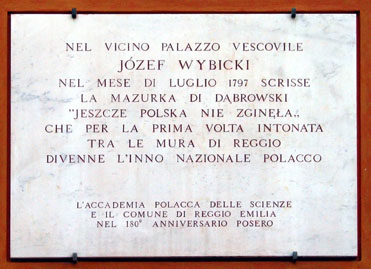 NEL VICINO PALAZZO VESCOVILE
JÓZEF WYBICKI
NEL MESE DI LUGLIO 1797 SCRISSE
LA MAZURKA DI DĄBROWSKI
"JESZCZE POLSKA NIE ZGINĘŁA„
CHE PER LA PRIMA VOLTA INTONATA
TRA LE MURA DI REGGIO
DIVENNE L'INNO NAZIONALE POLACCO
L'ACCADEMIA POLACCA DELLE SCIENZE
E IL COMUNE DI REGGIO EMILIA
NEL 180° ANNIVERSARIO POSERO